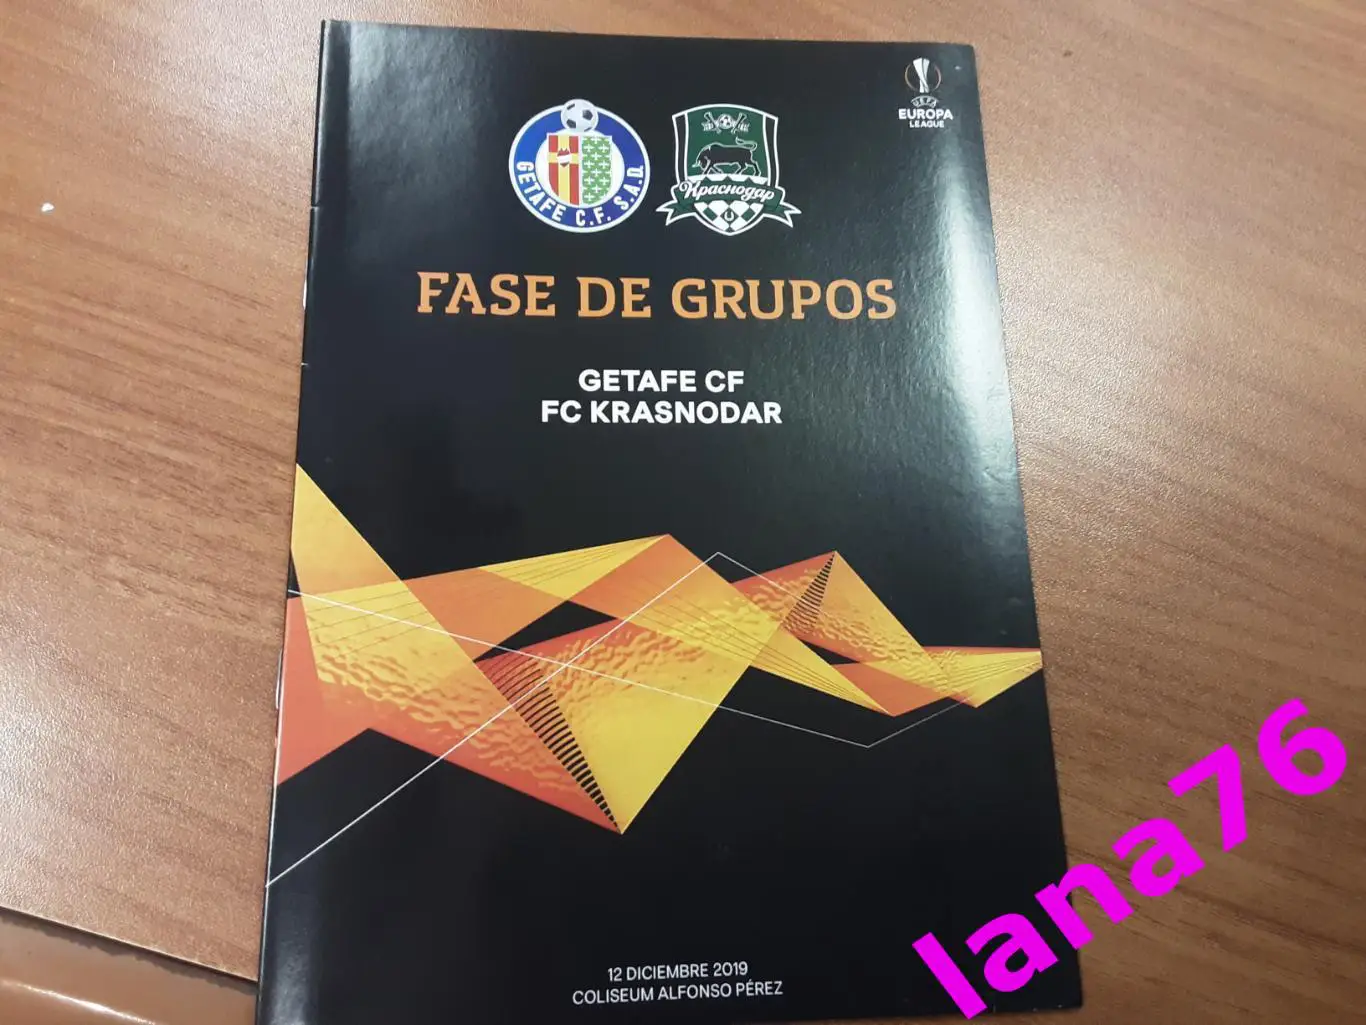 GETAFE C.F. S.A.D.
Краснодар
UEFA
EUROPA
LEAGUE
FASE DE GRUPOS
GETAFE CF
FC KRASNODAR
12 DICIEMBRE 2019
COLISEUM ALFONSO PÉREZ
lana76